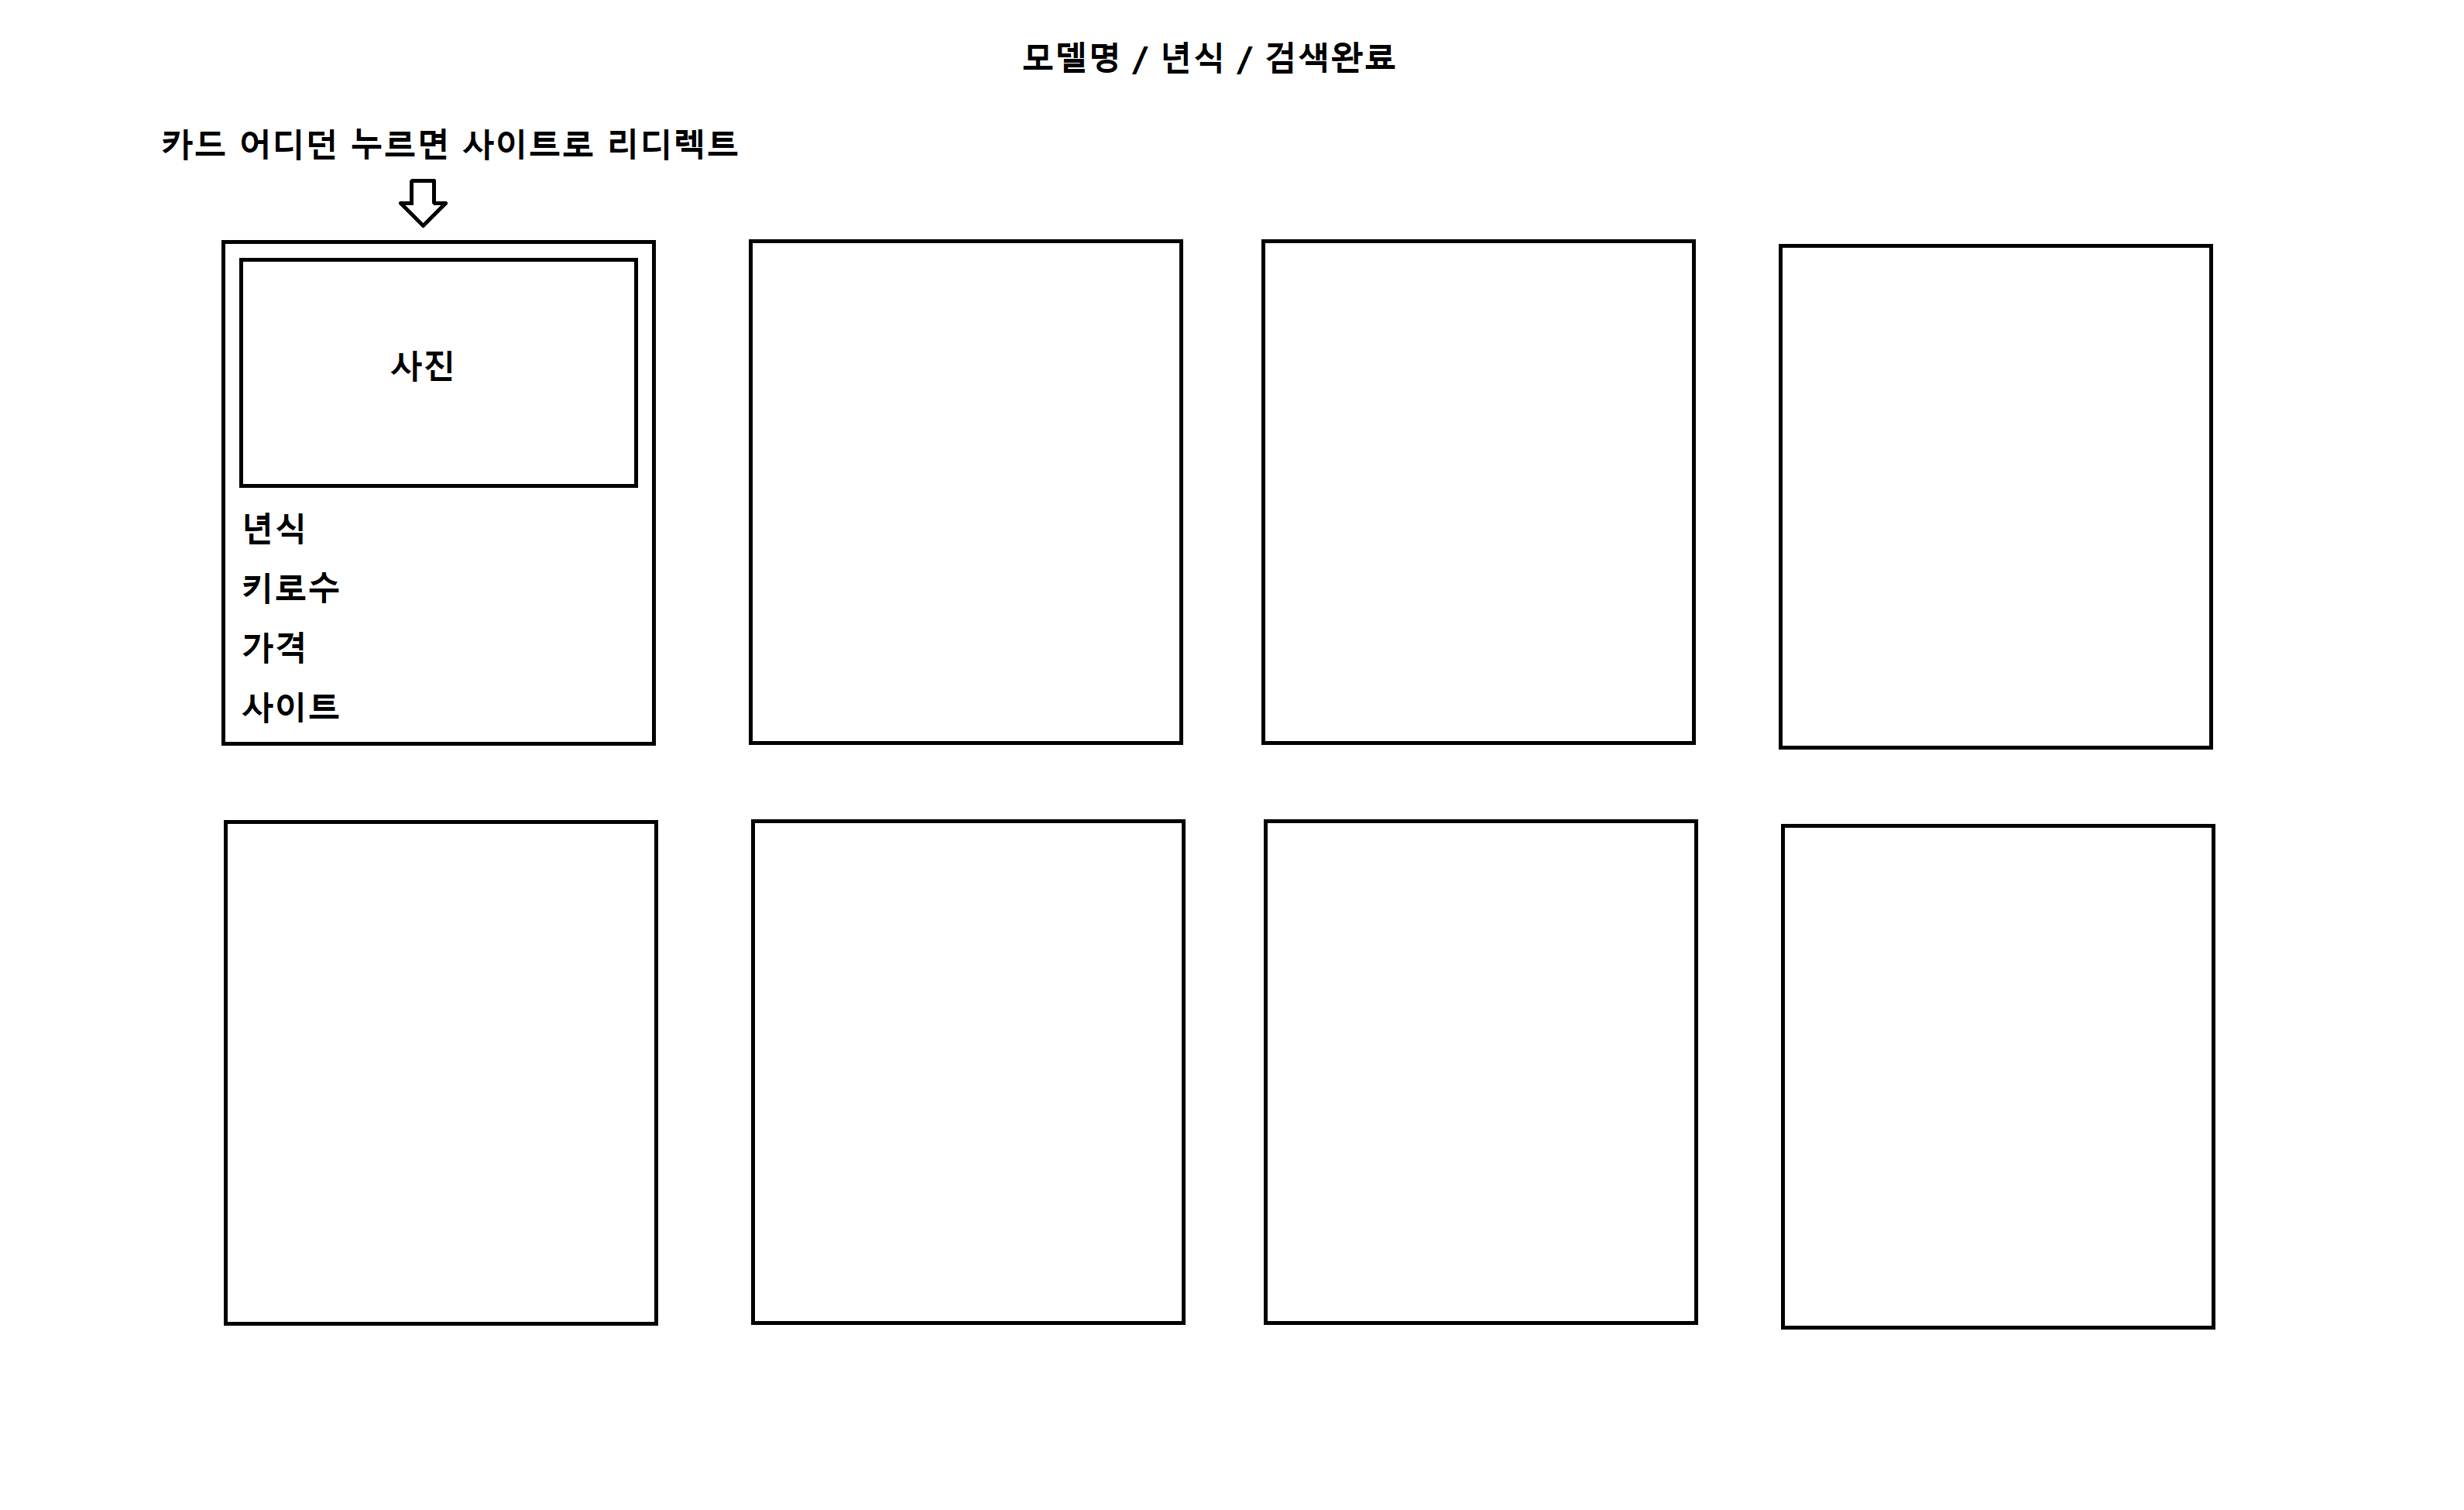 모델명 / 년식 / 검색완료
카드 어디던 누르면 사이트로 리디렉트
사진
년식
키로수
가격
사이트